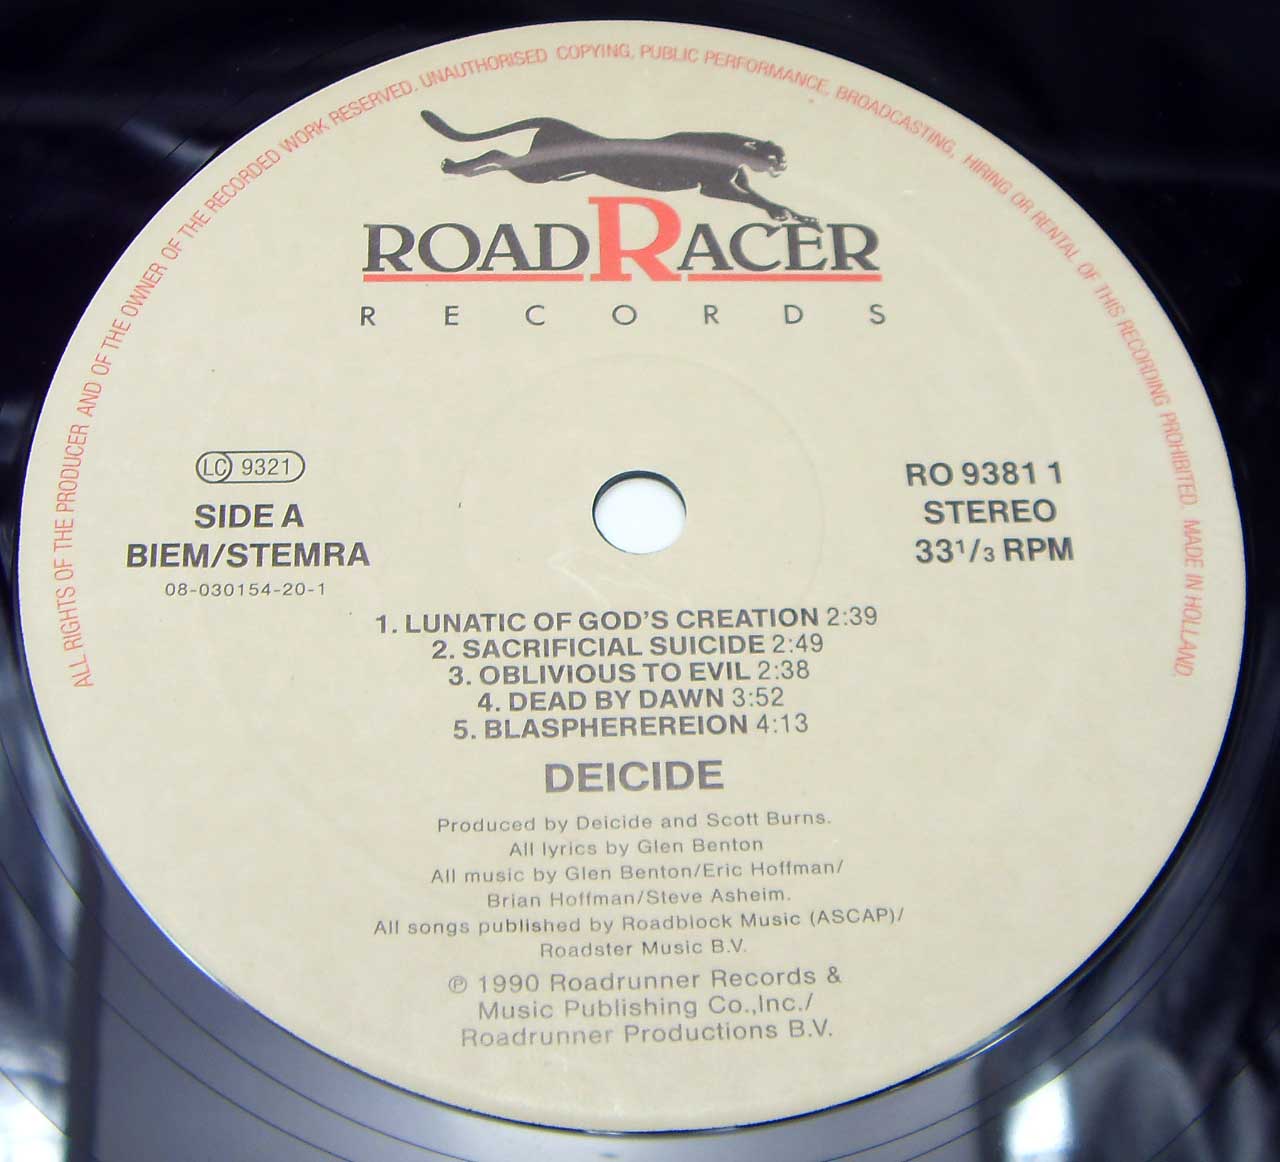 ALL RIGHTS OF THE PRODUCER AND OF THE OWNER OF THE RECORDED WORK RESERVED. UNAUTHORISED COPYING, PUBLIC PERFORMANCE, BROADCASTING, HIRING OR RENTAL OF THIS RECORDING PROHIBITED. MADE IN HOLLAND.
ROADRACER
RECORDS
LC 9321
SIDE A
BIEM/STEMRA
08-030154-20-1
RO 9381 1
STEREO
33 1/3 RPM
1. LUNATIC OF GOD'S CREATION 2:39
2. SACRIFICIAL SUICIDE 2:49
3. OBLIVIOUS TO EVIL 2:38
4. DEAD BY DAWN 3:52
5. BLASPHEREREION 4:13
DEICIDE
Produced by Deicide and Scott Burns.
All lyrics by Glen Benton
All music by Glen Benton/Eric Hoffman/
Brian Hoffman/Steve Asheim.
All songs published by Roadblock Music (ASCAP)/
Roadster Music B.V.
℗ 1990 Roadrunner Records &
Music Publishing Co.,Inc./
Roadrunner Productions B.V.